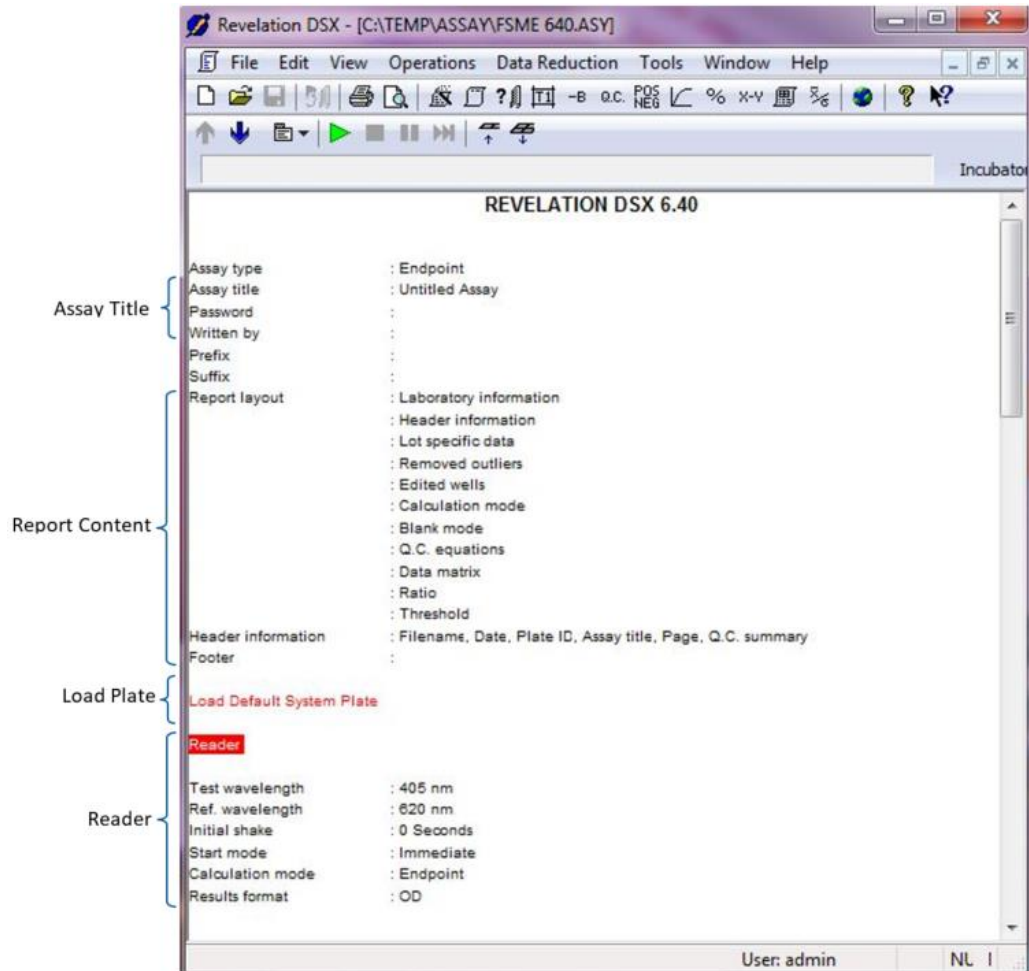 Revelation DSX - [C:\TEMP\ASSAY\FSME 640.ASY]
File Edit View Operations Data Reduction Tools Window Help
T1 -B Q.C. POS NEG % X-Y
Incubator
REVELATION DSX 6.40
Assay type : Endpoint
Assay title : Untitled Assay
Assay Title
Password :
Written by :
Prefix :
Suffix :
Report layout : Laboratory information
: Header information
: Lot specific data
: Removed outliers
: Edited wells
: Calculation mode
Report Content
: Blank mode
: Q.C. equations
: Data matrix
: Ratio
: Threshold
Header information : Filename, Date, Plate ID, Assay title, Page, Q.C. summary
Footer :
Load Plate
Load Default System Plate
Reader
Test wavelength : 405 nm
Ref. wavelength : 620 nm
Reader
Initial shake : 0 Seconds
Start mode : Immediate
Calculation mode : Endpoint
Results format : OD
User: admin